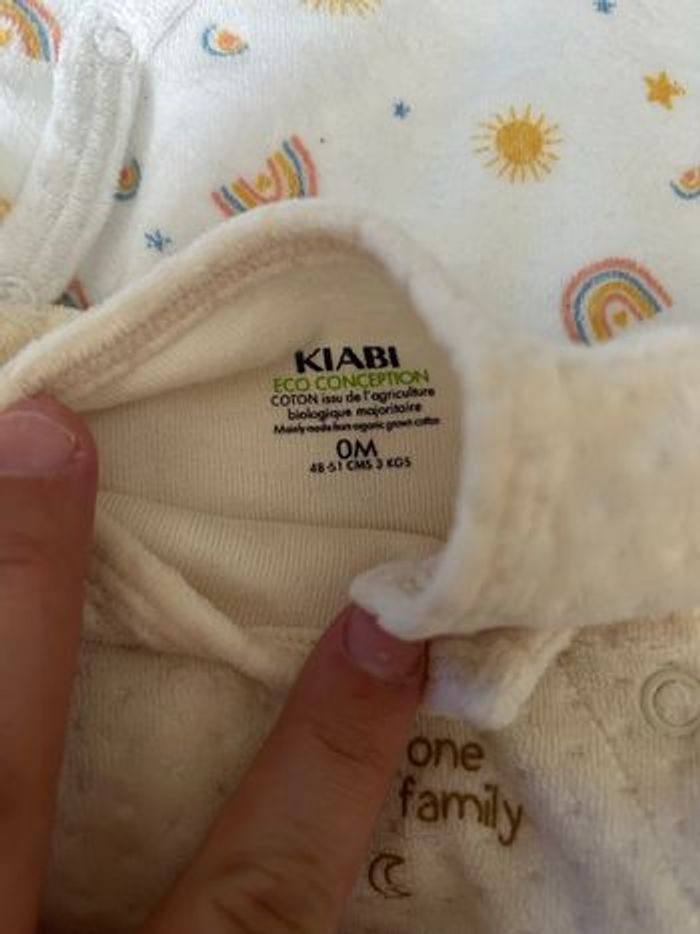 KIABI
ECO CONCEPTION
COTON issu de l'agriculture
biologique majoritaire
Mainly made from organic grown cotton
0M
48-51 CMS 3 KGS
one
family